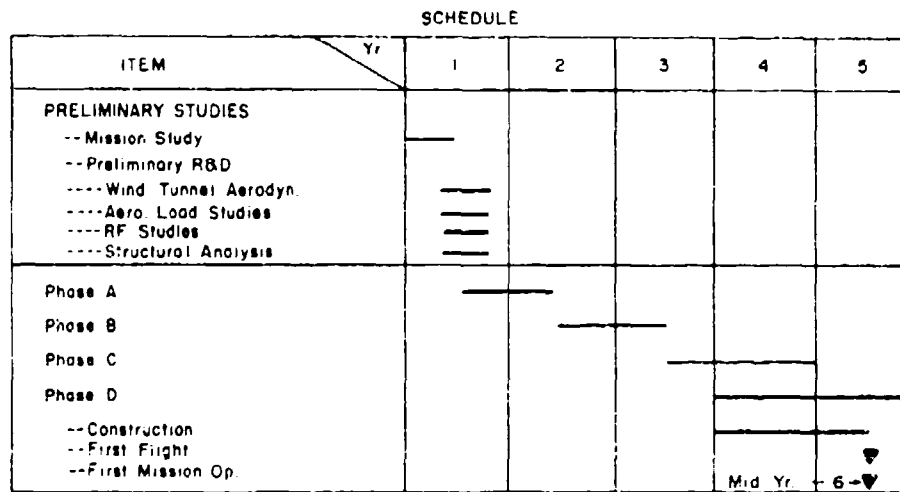 SCHEDULE
ITEM Yr 1 2 3 4 5
PRELIMINARY STUDIES
--Mission Study
--Preliminary R&D
----Wind Tunnel Aerodyn.
----Aero. Load Studies
----RF Studies
----Structural Analysis
Phase A
Phase B
Phase C
Phase D
--Construction
--First Flight
--First Mission Op.
Mid Yr. - 6 →